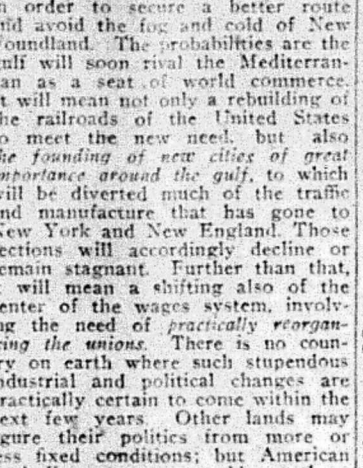 n order to secure a better route
nd avoid the fog and cold of New
oundland. The probabilities are the
ulf will soon rival the Mediterran-
an as a seat of world commerce.
t will mean not only a rebuilding of
he railroads of the United States
o meet the new need, but also
he founding of new cities of great
mportance around the gulf, to which
vill be diverted much of the traffic
nd manufacture that has gone to
New York and New England. Those
ections will accordingly decline or
emain stagnant. Further than that,
t will mean a shifting also of the
enter of the wages system, involv-
ng the need of practically reorgan-
zing the unions. There is no coun-
ry on earth where such stupendous
ndustrial and political changes are
ractically certain to come within the
ext few years. Other lands may
gure their politics from more or
ess fixed conditions; but American